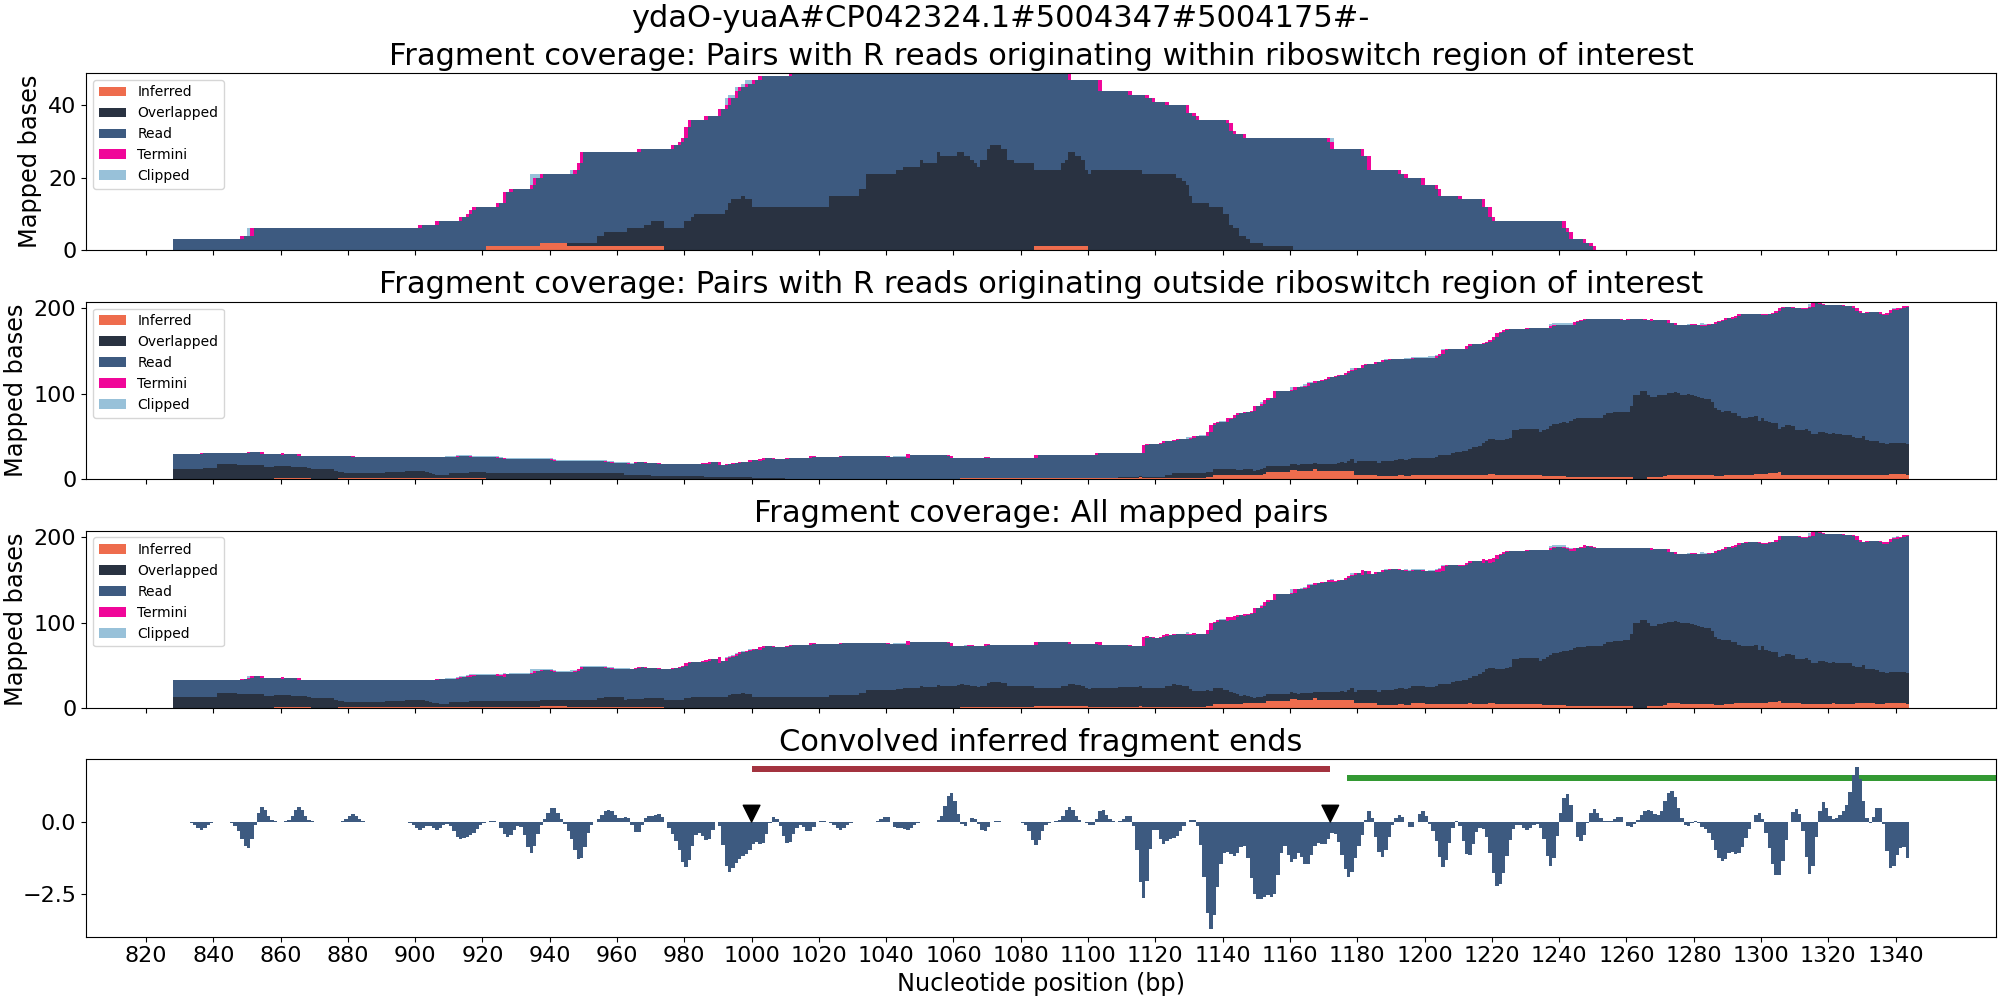 ydaO-yuaA#CP042324.1#5004347#5004175#-
Fragment coverage: Pairs with R reads originating within riboswitch region of interest
Mapped bases
40
20
0
Inferred
Overlapped
Read
Termini
Clipped
Fragment coverage: Pairs with R reads originating outside riboswitch region of interest
Mapped bases
200
100
0
Inferred
Overlapped
Read
Termini
Clipped
Fragment coverage: All mapped pairs
Mapped bases
200
100
0
Inferred
Overlapped
Read
Termini
Clipped
Convolved inferred fragment ends
0.0
−2.5
820 840 860 880 900 920 940 960 980 1000 1020 1040 1060 1080 1100 1120 1140 1160 1180 1200 1220 1240 1260 1280 1300 1320 1340
Nucleotide position (bp)